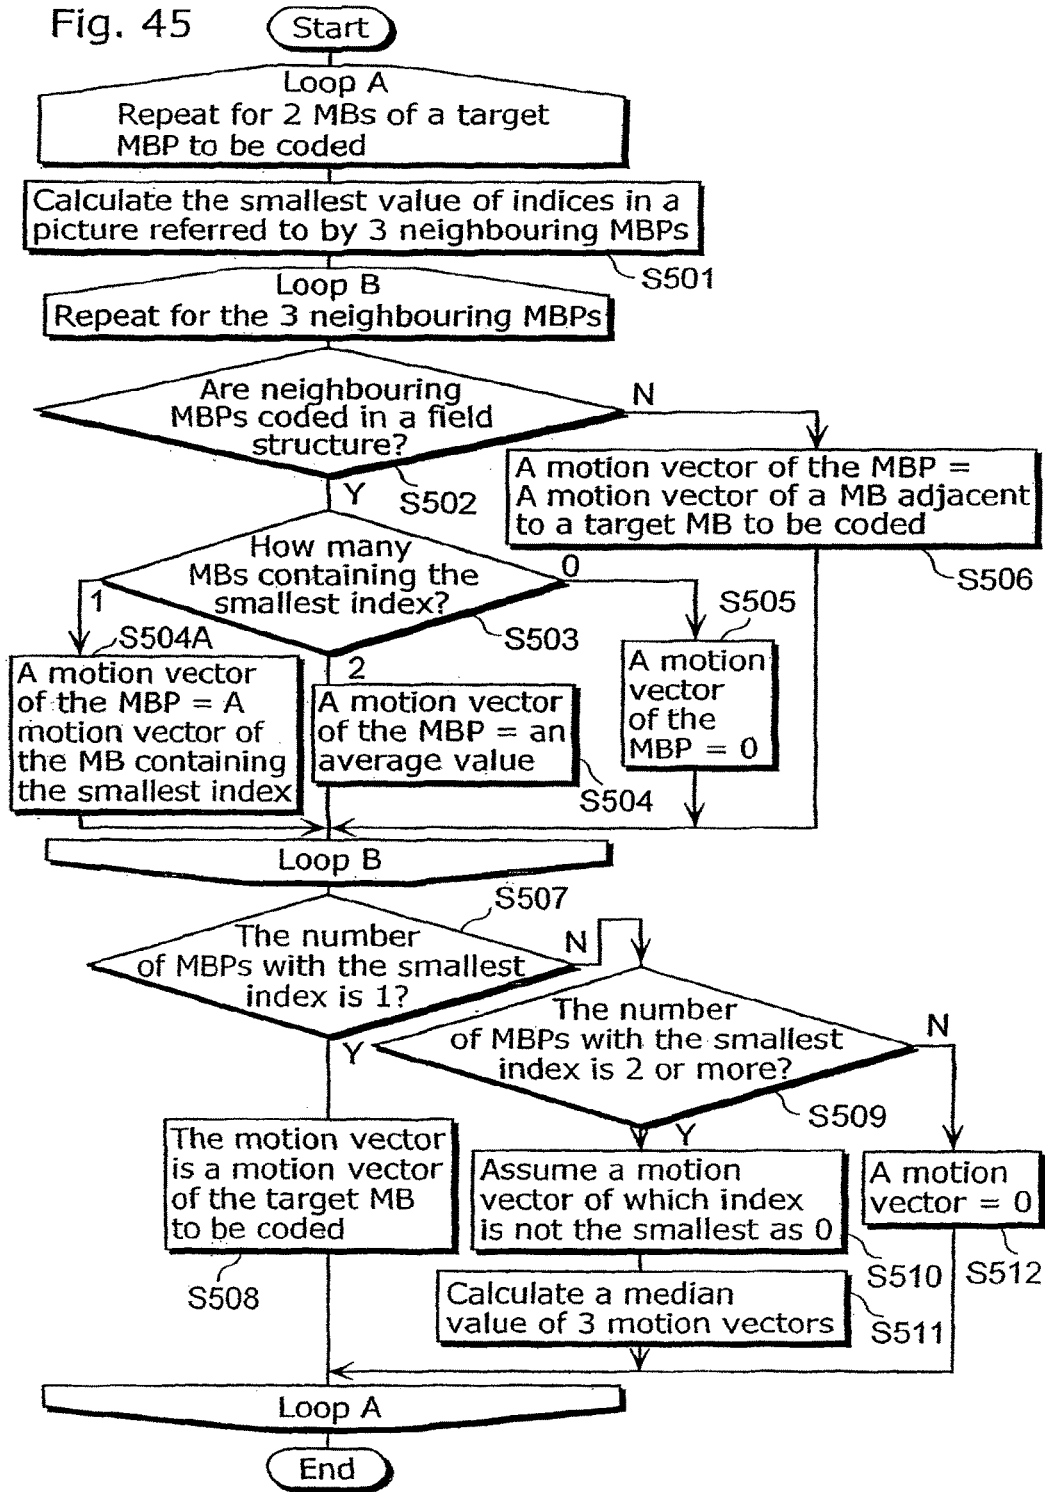 Fig. 45
Start
Loop A
Repeat for 2 MBs of a target
MBP to be coded
Calculate the smallest value of indices in a
picture referred to by 3 neighbouring MBPs
S501
Loop B
Repeat for the 3 neighbouring MBPs
Are neighbouring
MBPs coded in a field
structure?
N
Y
S502
A motion vector of the MBP =
A motion vector of a MB adjacent
to a target MB to be coded
S506
How many
MBs containing the
smallest index?
0
1
S503
S505
S504A
2
A motion vector
of the MBP = A
motion vector of
the MB containing
the smallest index
A motion vector
of the MBP = an
average value
S504
A motion
vector
of the
MBP = 0
Loop B
S507
The number
of MBPs with the smallest
index is 1?
N
Y
The number
of MBPs with the smallest
index is 2 or more?
N
S509
Y
The motion vector
is a motion vector
of the target MB
to be coded
S508
Assume a motion
vector of which index
is not the smallest as 0
S510
A motion
vector = 0
S512
Calculate a median
value of 3 motion vectors
S511
Loop A
End